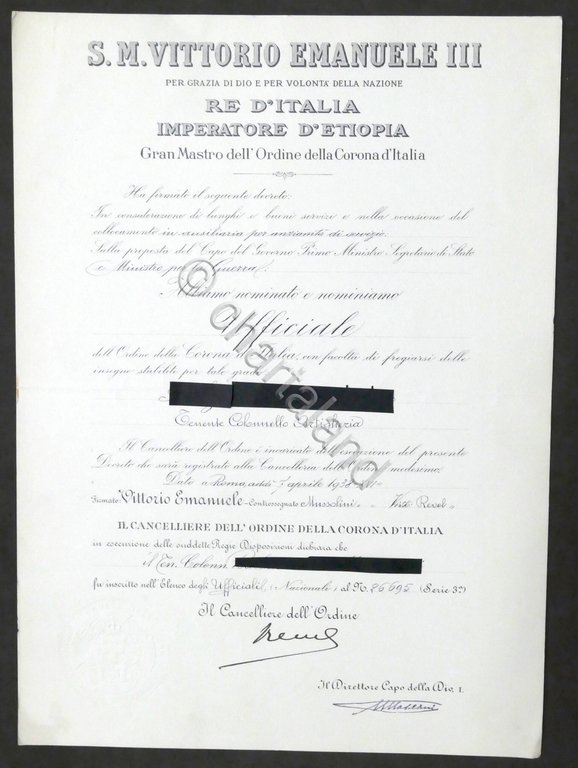 S. M. VITTORIO EMANUELE III
PER GRAZIA DI DIO E PER VOLONTÀ DELLA NAZIONE
RE D'ITALIA
IMPERATORE D'ETIOPIA
Gran Mastro dell'Ordine della Corona d'Italia
Ha firmato il seguente decreto:
In considerazione di lunghi e buoni servizi e nella occasione del
collocamento in ausiliaria per anzianità di servizio:
Sulla proposta del Capo del Governo Primo Ministro Segretario di Stato
e Ministro per la Guerra;
Abbiamo nominato e nominiamo
Ufficiale
dell'Ordine della Corona d'Italia, con facoltà di fregiarsi delle
insegne stabilite per tale grado
Tenente Colonnello Artiglieria
Il Cancelliere dell'Ordine è incaricato dell'esecuzione del presente
Decreto che sarà registrato alla Cancelleria dell'Ordine medesimo.
Dato a Roma, addì 7 aprile
Firmato: Vittorio Emanuele - Controssegnato Mussolini Visto: Revel
IL CANCELLIERE DELL'ORDINE DELLA CORONA D'ITALIA
in esecuzione delle suddette Regie Disposizioni dichiara che
il Ten. Colonn.
fu inscritto nell'Elenco degli Ufficiali, (Nazionale) al N. 86695 (Serie 3ª)
Il Cancelliere dell'Ordine
Il Direttore Capo della Div. I.
© chartaland